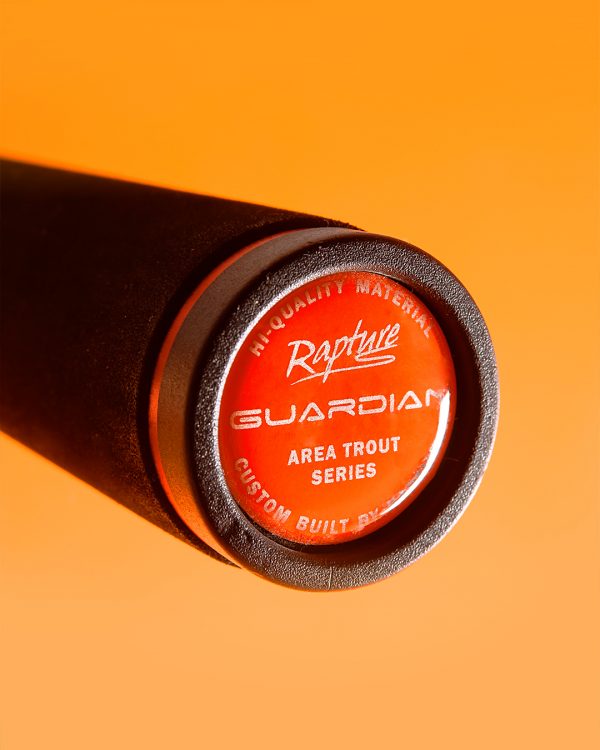 HI-QUALITY MATERIAL
Rapture
GUARDIAN
AREA TROUT
SERIES
CUSTOM BUILT BY